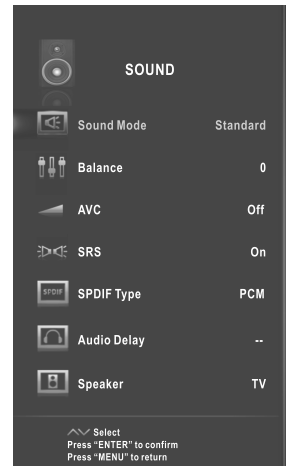 SOUND
Sound Mode Standard
Balance 0
AVC Off
SRS On
SPDIF SPDIF Type PCM
Audio Delay --
Speaker TV
Select
Press “ENTER” to confirm
Press “MENU” to return